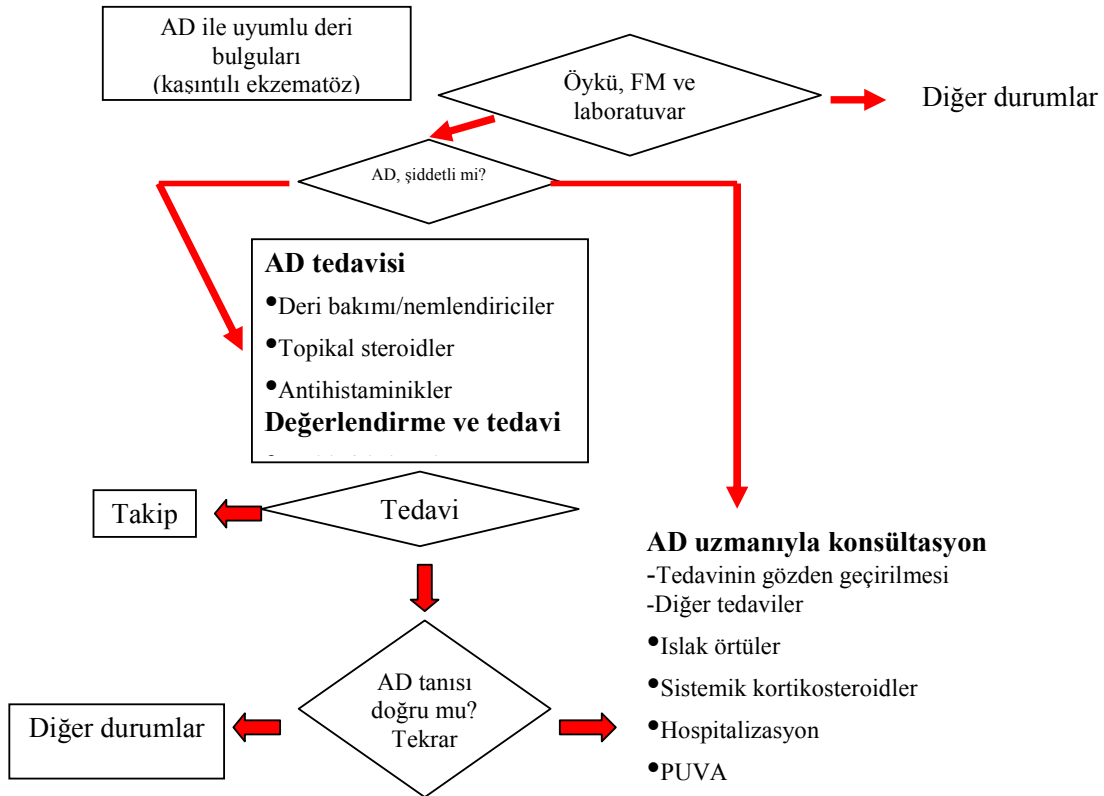 AD ile uyumlu deri
bulguları
(kaşıntılı ekzematöz)
Öykü, FM ve
laboratuvar
Diğer durumlar
AD, şiddetli mi?
AD tedavisi
•Deri bakımı/nemlendiriciler
•Topikal steroidler
•Antihistaminikler
Değerlendirme ve tedavi
Tedavi
Takip
AD uzmanıyla konsültasyon
-Tedavinin gözden geçirilmesi
-Diğer tedaviler
•Islak örtüler
•Sistemik kortikosteroidler
•Hospitalizasyon
•PUVA
AD tanısı
doğru mu?
Tekrar
Diğer durumlar